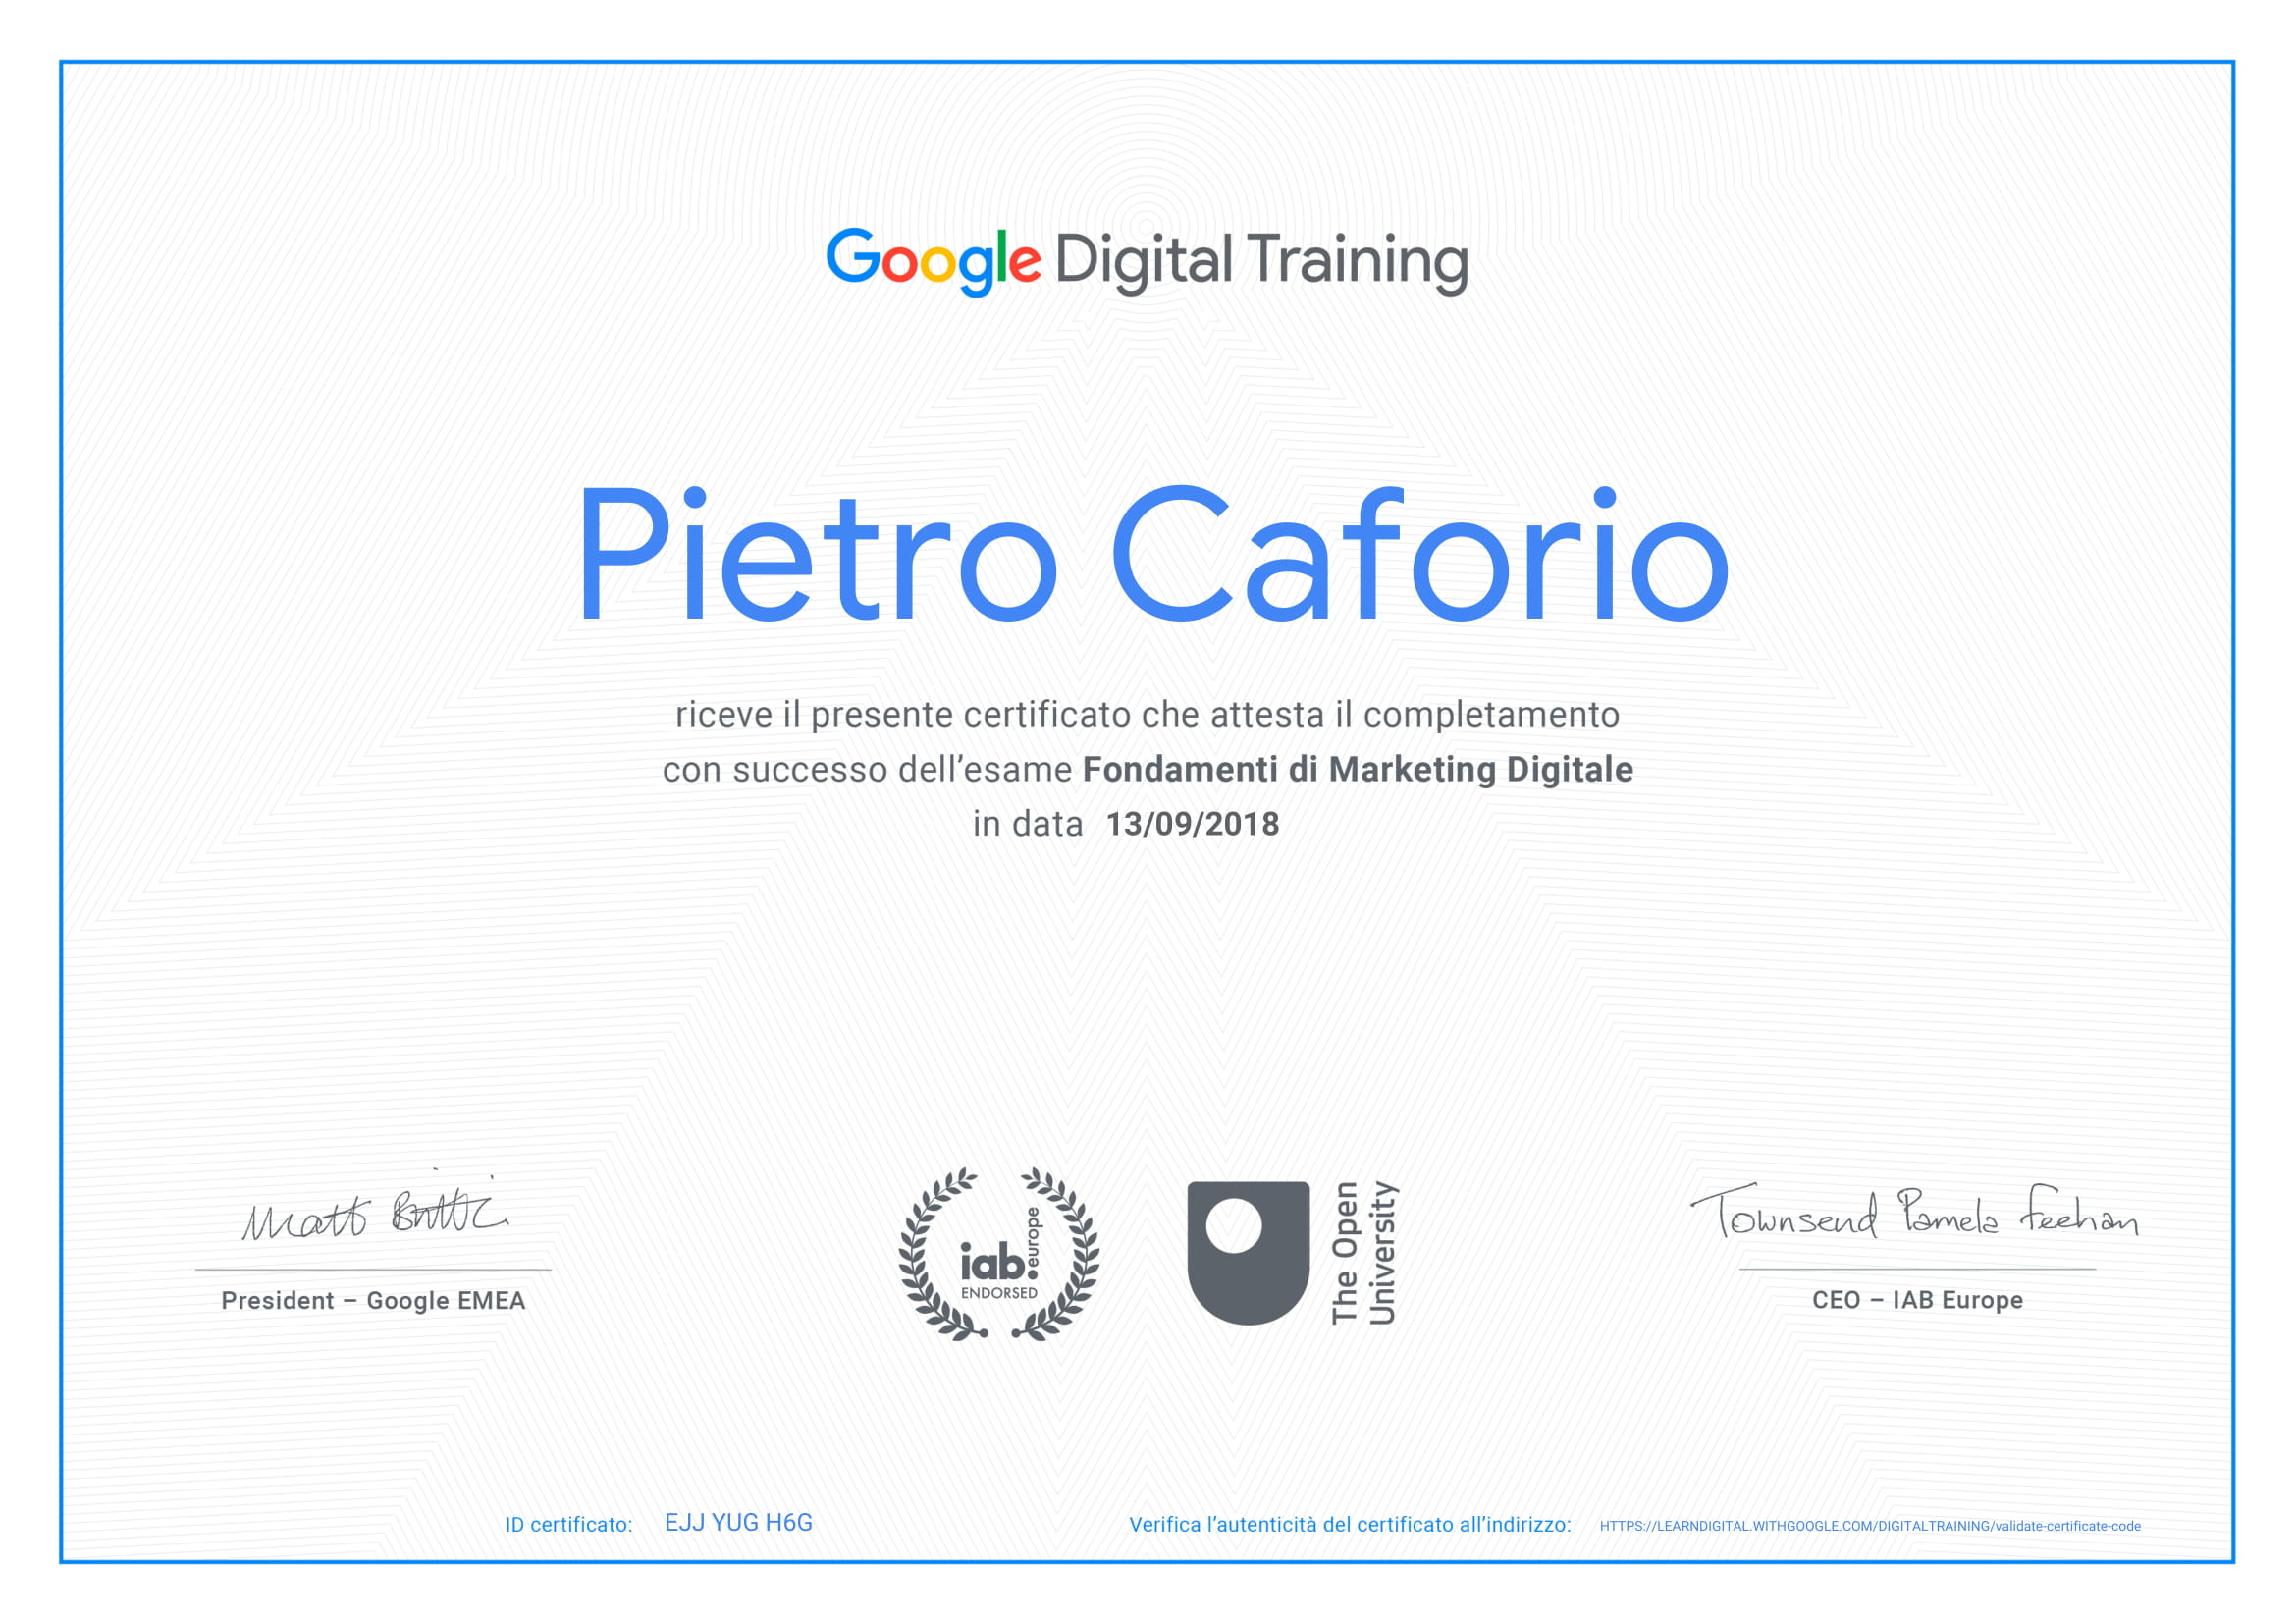 Google Digital Training
Pietro Caforio
riceve il presente certificato che attesta il completamento
con successo dell’esame Fondamenti di Marketing Digitale
in data 13/09/2018
Matt Brittin
President – Google EMEA
iab.europe
ENDORSED
The Open
University
Townsend Pamela Feehan
CEO – IAB Europe
ID certificato: EJJ YUG H6G
Verifica l’autenticità del certificato all’indirizzo: HTTPS://LEARNDIGITAL.WITHGOOGLE.COM/DIGITALTRAINING/validate-certificate-code